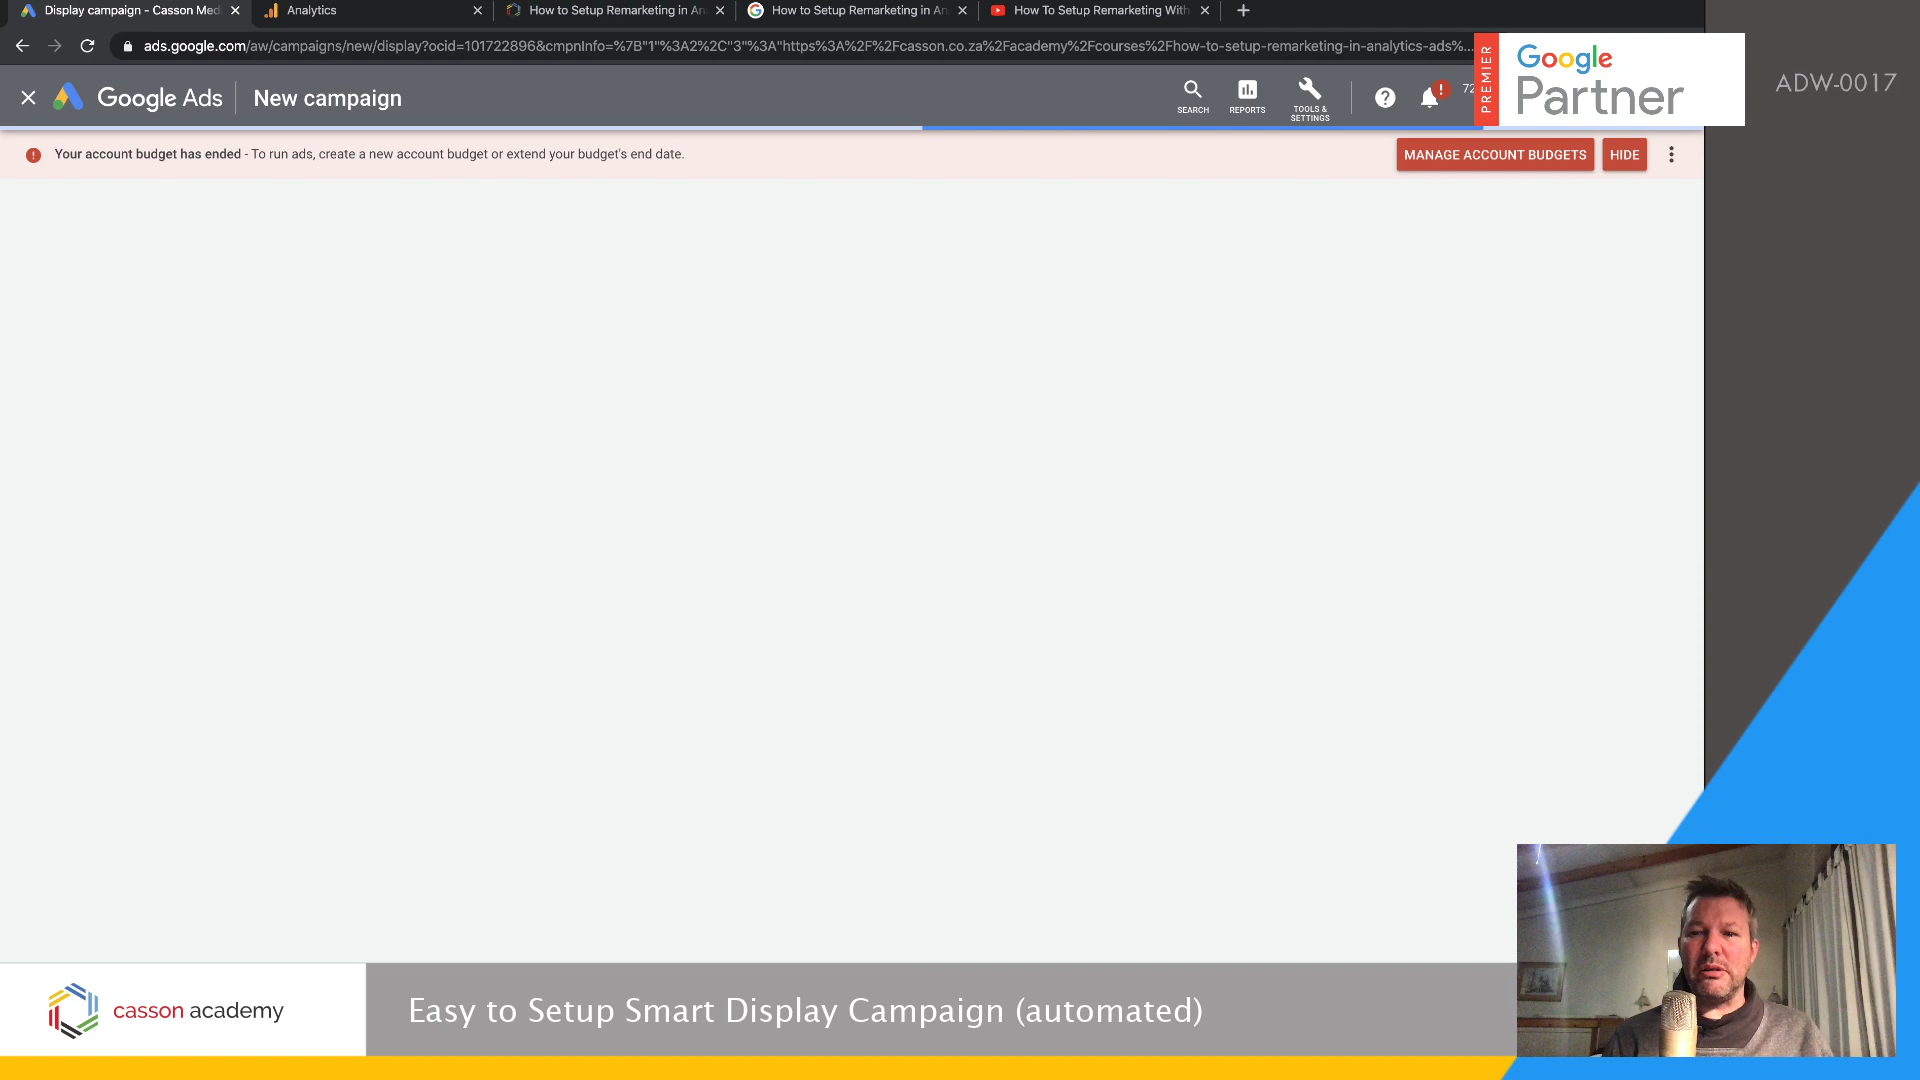 Display campaign - Casson Med
Analytics
How to Setup Remarketing in An
How to Setup Remarketing in An
How To Setup Remarketing With
ads.google.com/aw/campaigns/new/display?ocid=101722896&cmpnInfo=%7B"1"%3A2%2C"3"%3A"https%3A%2F%2Fcasson.co.za%2Facademy%2Fcourses%2Fhow-to-setup-remarketing-in-analytics-ads%...
Google Ads
New campaign
SEARCH
REPORTS
TOOLS &
SETTINGS
72
PREMIER
Google
Partner
ADW-0017
Your account budget has ended - To run ads, create a new account budget or extend your budget's end date.
MANAGE ACCOUNT BUDGETS
HIDE
casson academy
Easy to Setup Smart Display Campaign (automated)